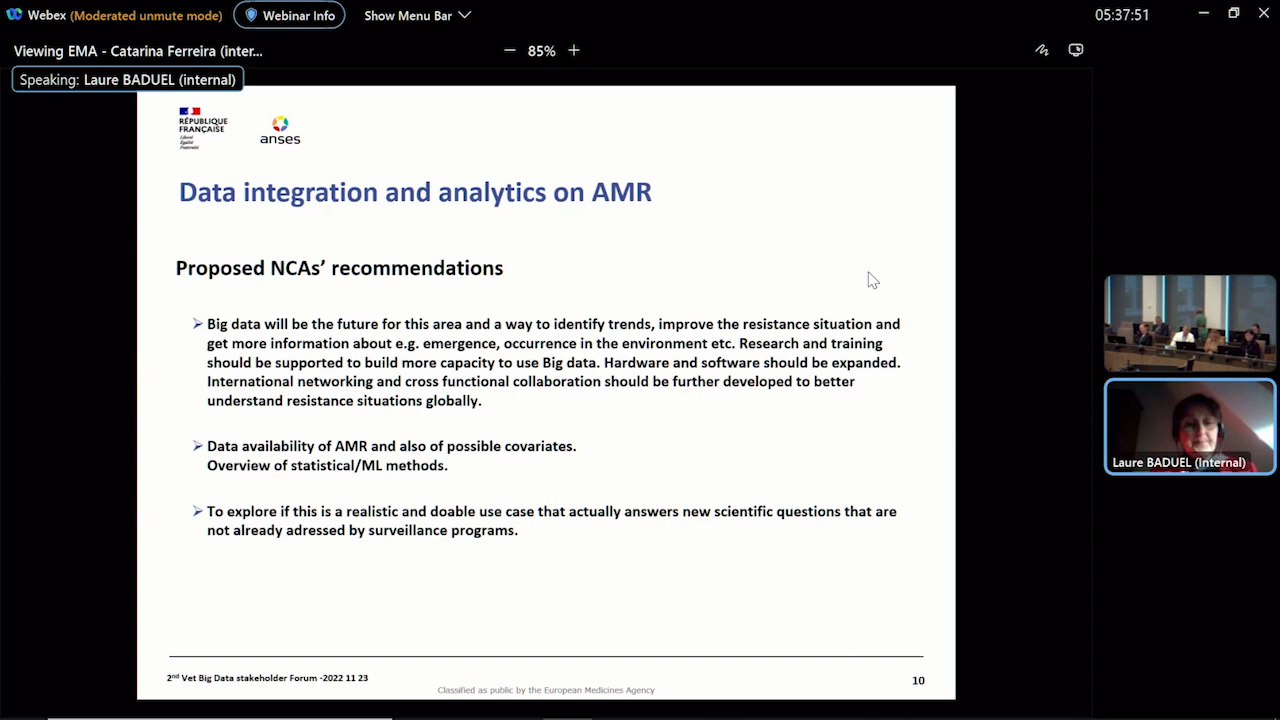 Webex (Moderated unmute mode) Webinar Info Show Menu Bar 05:37:51
Viewing EMA - Catarina Ferreira (inter... 85%
Speaking: Laure BADUEL (internal)
RÉPUBLIQUE
FRANÇAISE
Liberté
Égalité
Fraternité
anses
Data integration and analytics on AMR
Proposed NCAs' recommendations
Big data will be the future for this area and a way to identify trends, improve the resistance situation and
get more information about e.g. emergence, occurrence in the environment etc. Research and training
should be supported to build more capacity to use Big data. Hardware and software should be expanded.
International networking and cross functional collaboration should be further developed to better
understand resistance situations globally.
Data availability of AMR and also of possible covariates.
Overview of statistical/ML methods.
To explore if this is a realistic and doable use case that actually answers new scientific questions that are
not already adressed by surveillance programs.
Laure BADUEL (Internal)
2nd Vet Big Data stakeholder Forum -2022 11 23
Classified as public by the European Medicines Agency
10